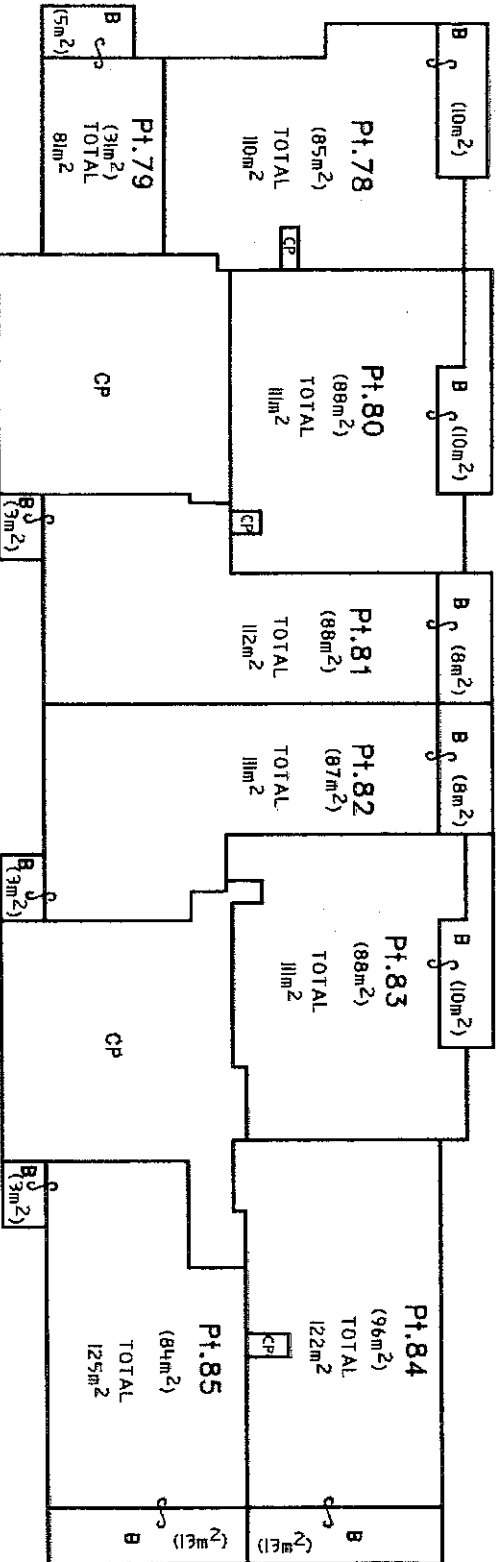 B
(5m²)
Pt.79
(31m²)
TOTAL
81m²
B
(10m²)
Pt.78
(85m²)
TOTAL
110m²
CP
B
(10m²)
Pt.80
(88m²)
TOTAL
111m²
CP
CP
B
(3m²)
B
(8m²)
Pt.81
(88m²)
TOTAL
112m²
B
(8m²)
Pt.82
(87m²)
TOTAL
111m²
B
(3m²)
B
(10m²)
Pt.83
(88m²)
TOTAL
111m²
CP
B
(3m²)
Pt.84
(96m²)
TOTAL
122m²
CP
Pt.85
(84m²)
TOTAL
125m²
B
(13m²)
B
(13m²)